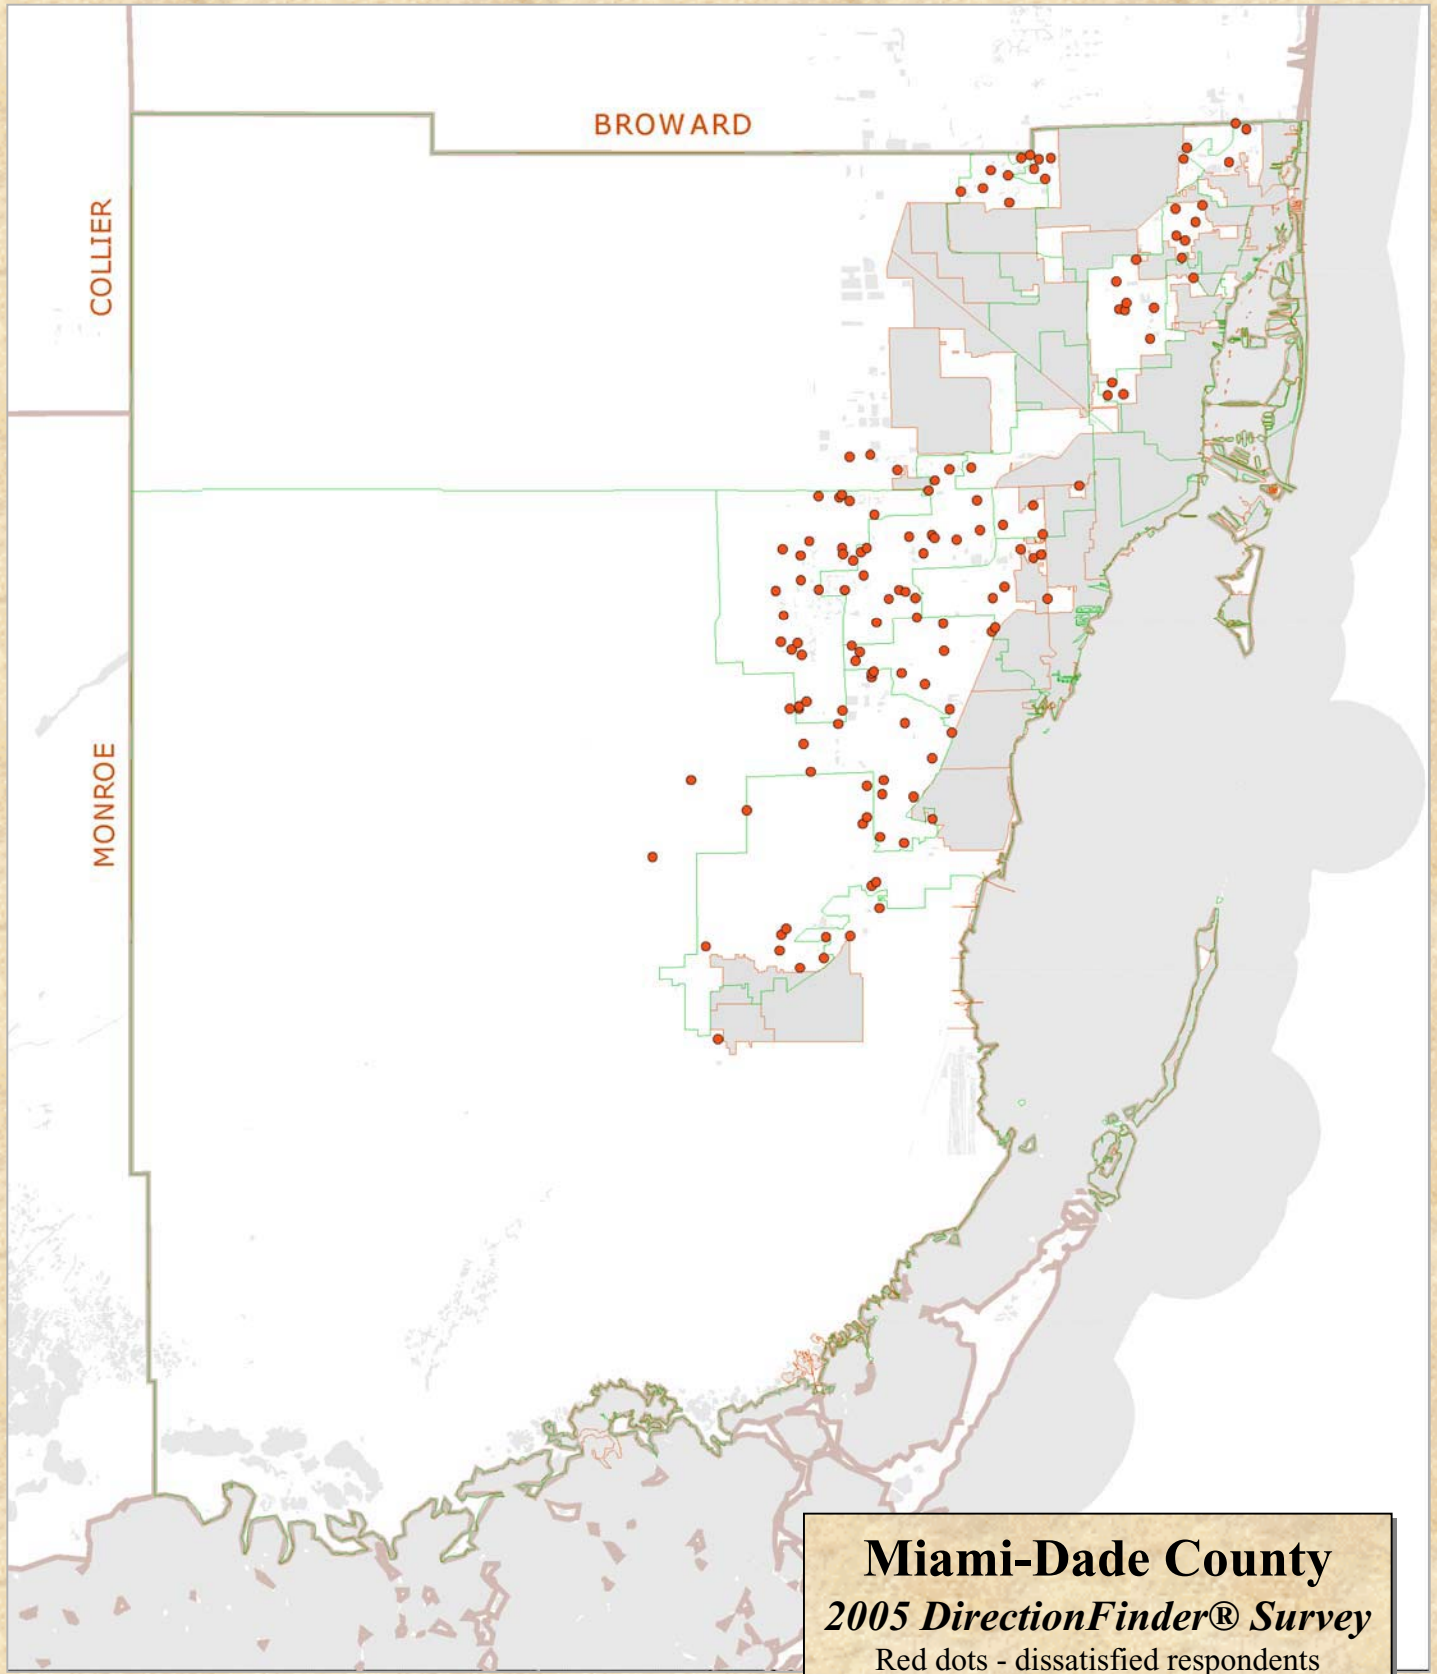 BROWARD
COLLIER
MONROE
Miami-Dade County
2005 DirectionFinder® Survey
Red dots - dissatisfied respondents